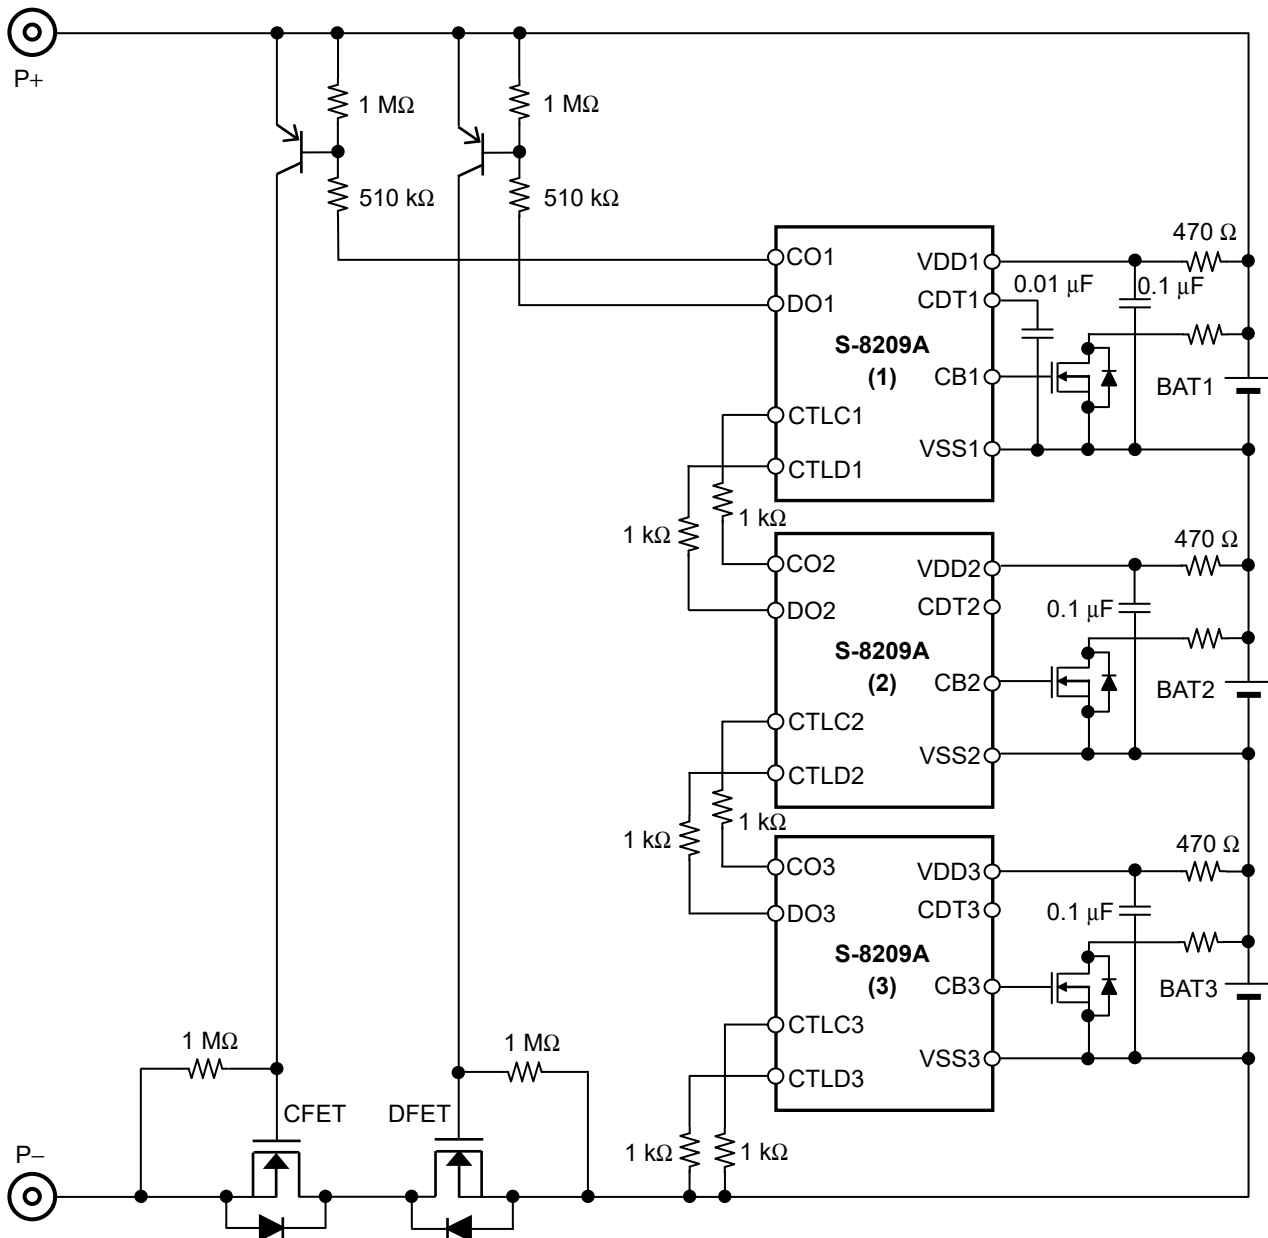 P+
1 MΩ
1 MΩ
510 kΩ
510 kΩ
470 Ω
CO1
VDD1
0.01 μF
0.1 μF
DO1
CDT1
S-8209A
(1)
CB1
BAT1
CTLC1
VSS1
CTLD1
1 kΩ
1 kΩ
470 Ω
CO2
VDD2
DO2
CDT2
0.1 μF
S-8209A
(2)
CB2
BAT2
CTLC2
VSS2
CTLD2
1 kΩ
1 kΩ
470 Ω
CO3
VDD3
DO3
CDT3
0.1 μF
S-8209A
(3)
CB3
BAT3
CTLC3
1 MΩ
1 MΩ
VSS3
CTLD3
CFET
DFET
1 kΩ
1 kΩ
P−